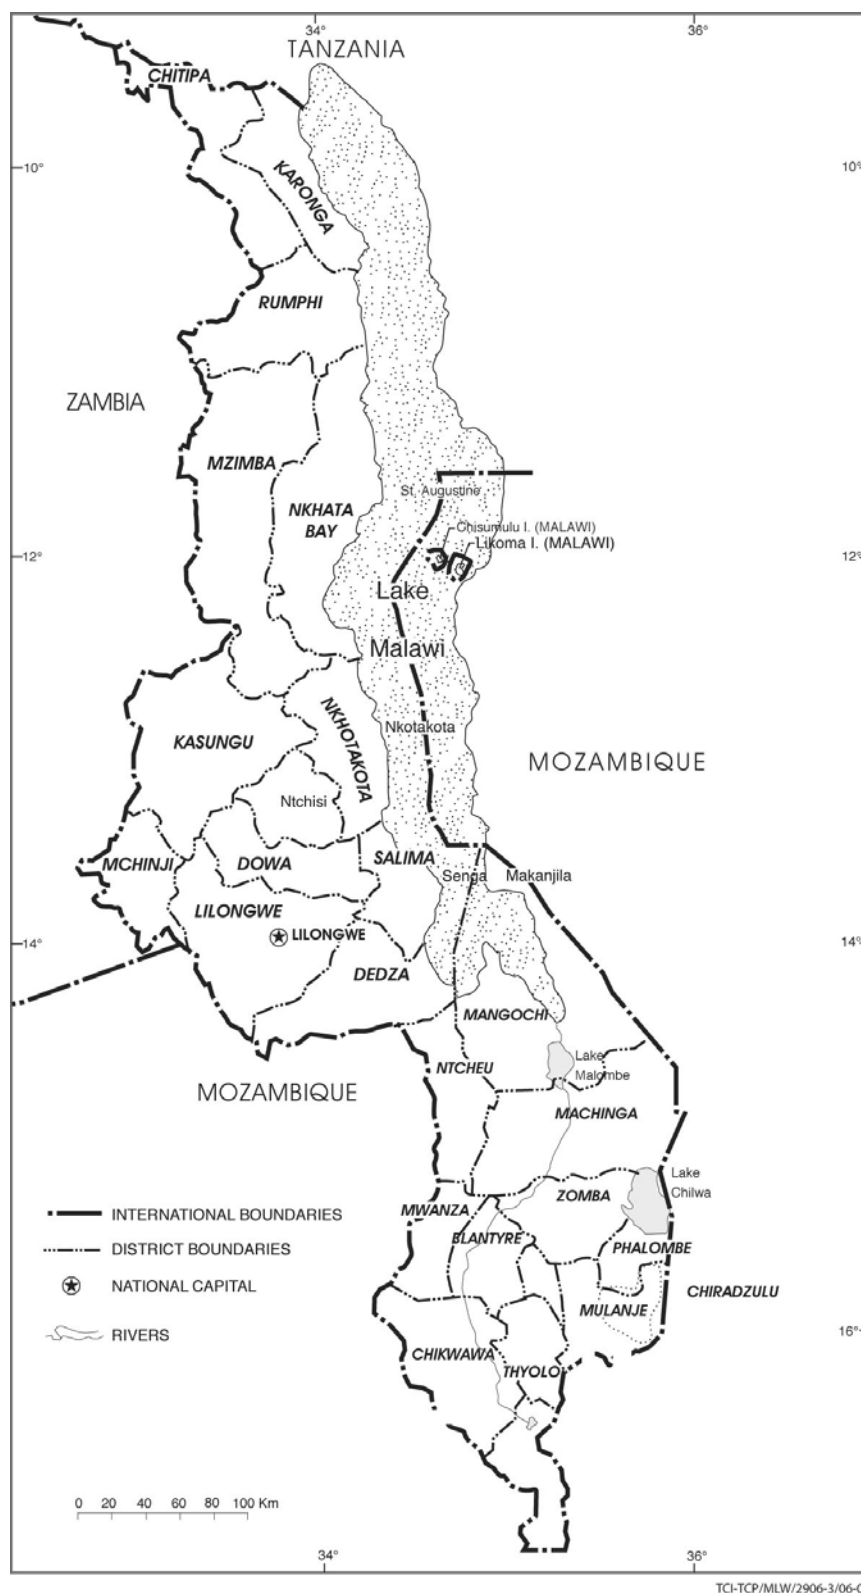 34°
36°
TANZANIA
CHITIPA
10°
10°
KARONGA
RUMPHI
ZAMBIA
MZIMBA
St. Augustine
NKHATA
BAY
Chisumulu I. (MALAWI)
Likoma I. (MALAWI)
12°
12°
Lake
Malawi
NKHOTAKOTA
Nkotakota
KASUNGU
MOZAMBIQUE
Ntchisi
MCHINJI
DOWA
SALIMA
Senga
Makanjila
LILONGWE
LILONGWE
14°
14°
DEDZA
MANGOCHI
NTCHEU
Lake
Malombe
MOZAMBIQUE
MACHINGA
Lake
Chilwa
ZOMBA
MWANZA
INTERNATIONAL BOUNDARIES
BLANTYRE
DISTRICT BOUNDARIES
PHALOMBE
NATIONAL CAPITAL
CHIRADZULU
MULANJE
RIVERS
16°
CHIKWAWA
THYOLO
0 20 40 60 80 100 Km
34°
36°